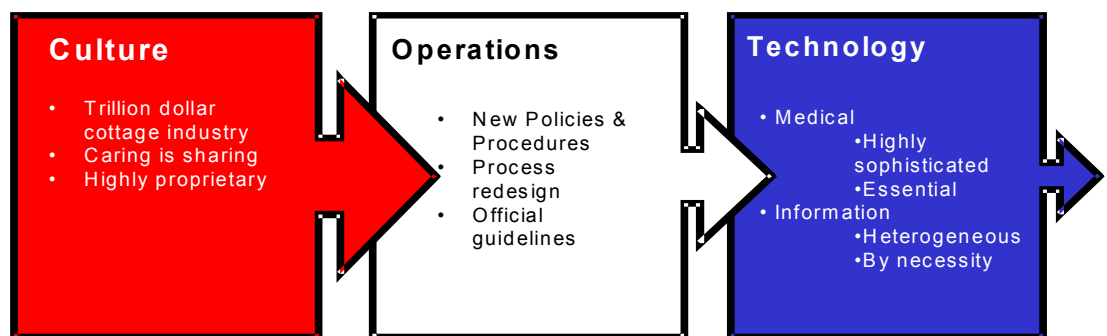 Culture
• Trillion dollar
cottage industry
• Caring is sharing
• Highly proprietary
Operations
• New Policies &
Procedures
• Process
redesign
• Official
guidelines
Technology
• Medical
•Highly
sophisticated
•Essential
• Information
•Heterogeneous
•By necessity